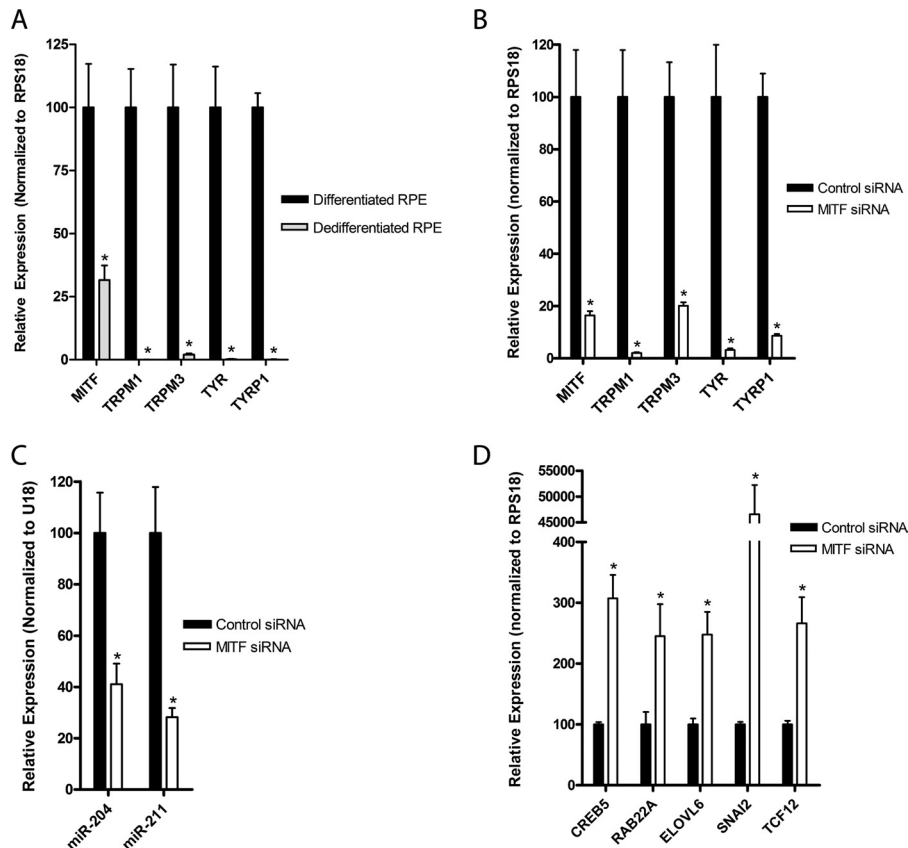 A
Relative Expression (Normalized to RPS18)
125
100
75
50
25
0
*
*
*
*
*
MITF
TRPM1
TRPM3
TYR
TYRP1
Differentiated RPE
Dedifferentiated RPE
B
Relative Expression (normalized to RPS18)
120
100
80
60
40
20
0
*
*
*
*
*
MITF
TRPM1
TRPM3
TYR
TYRP1
Control siRNA
MITF siRNA
C
Relative Expression (Normalized to U18)
120
100
80
60
40
20
0
*
*
miR-204
miR-211
Control siRNA
MITF siRNA
D
Relative Expression (normalized to RPS18)
55000
50000
45000
400
300
200
100
0
*
*
*
*
*
CREB5
RAB22A
ELOVL6
SNAI2
TCF12
Control siRNA
MITF siRNA